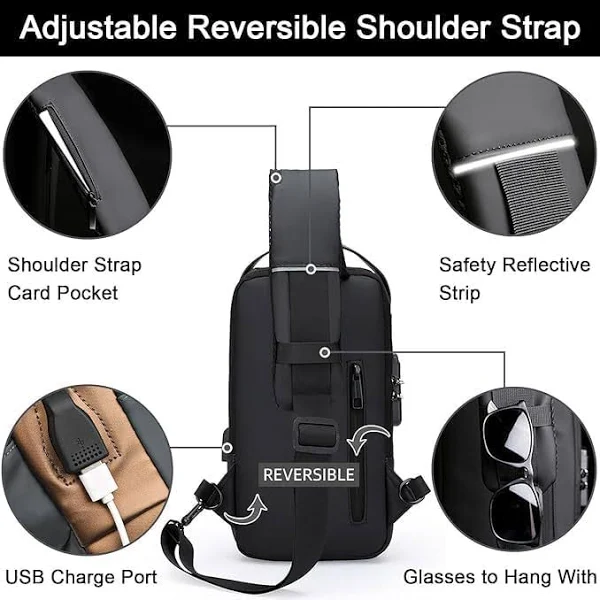 Adjustable Reversible Shoulder Strap
Shoulder Strap
Card Pocket
Safety Reflective
Strip
REVERSIBLE
USB Charge Port
Glasses to Hang With